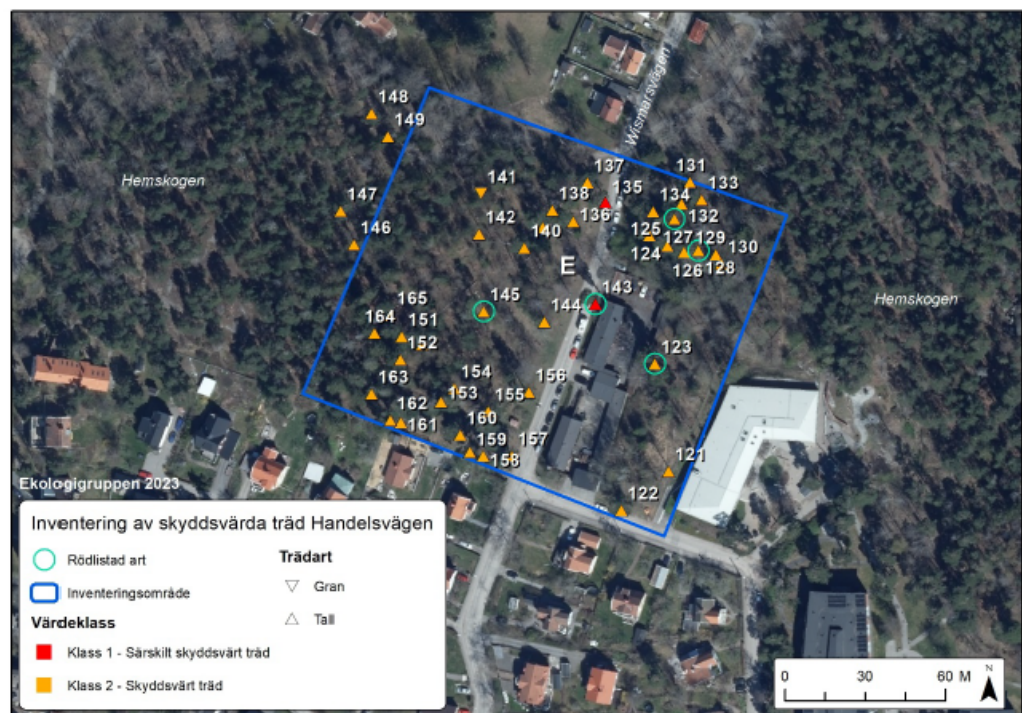 148
149
Wismarsvägen
Hemskogen
147
146
141
142
137
135
138
136
140
131
133
134
132
125
127
129
130
124
126
128
E
143
144
145
Hemskogen
165
164
151
152
123
163
154
153
155
156
162
161
160
159
157
158
121
122
Ekologigruppen 2023
Inventering av skyddsvärda träd Handelsvägen
Rödlistad art
Inventeringsområde
Värdeklass
Klass 1 - Särskilt skyddsvärt träd
Klass 2 - Skyddsvärt träd
Trädart
Gran
Tall
0 30 60 M
N